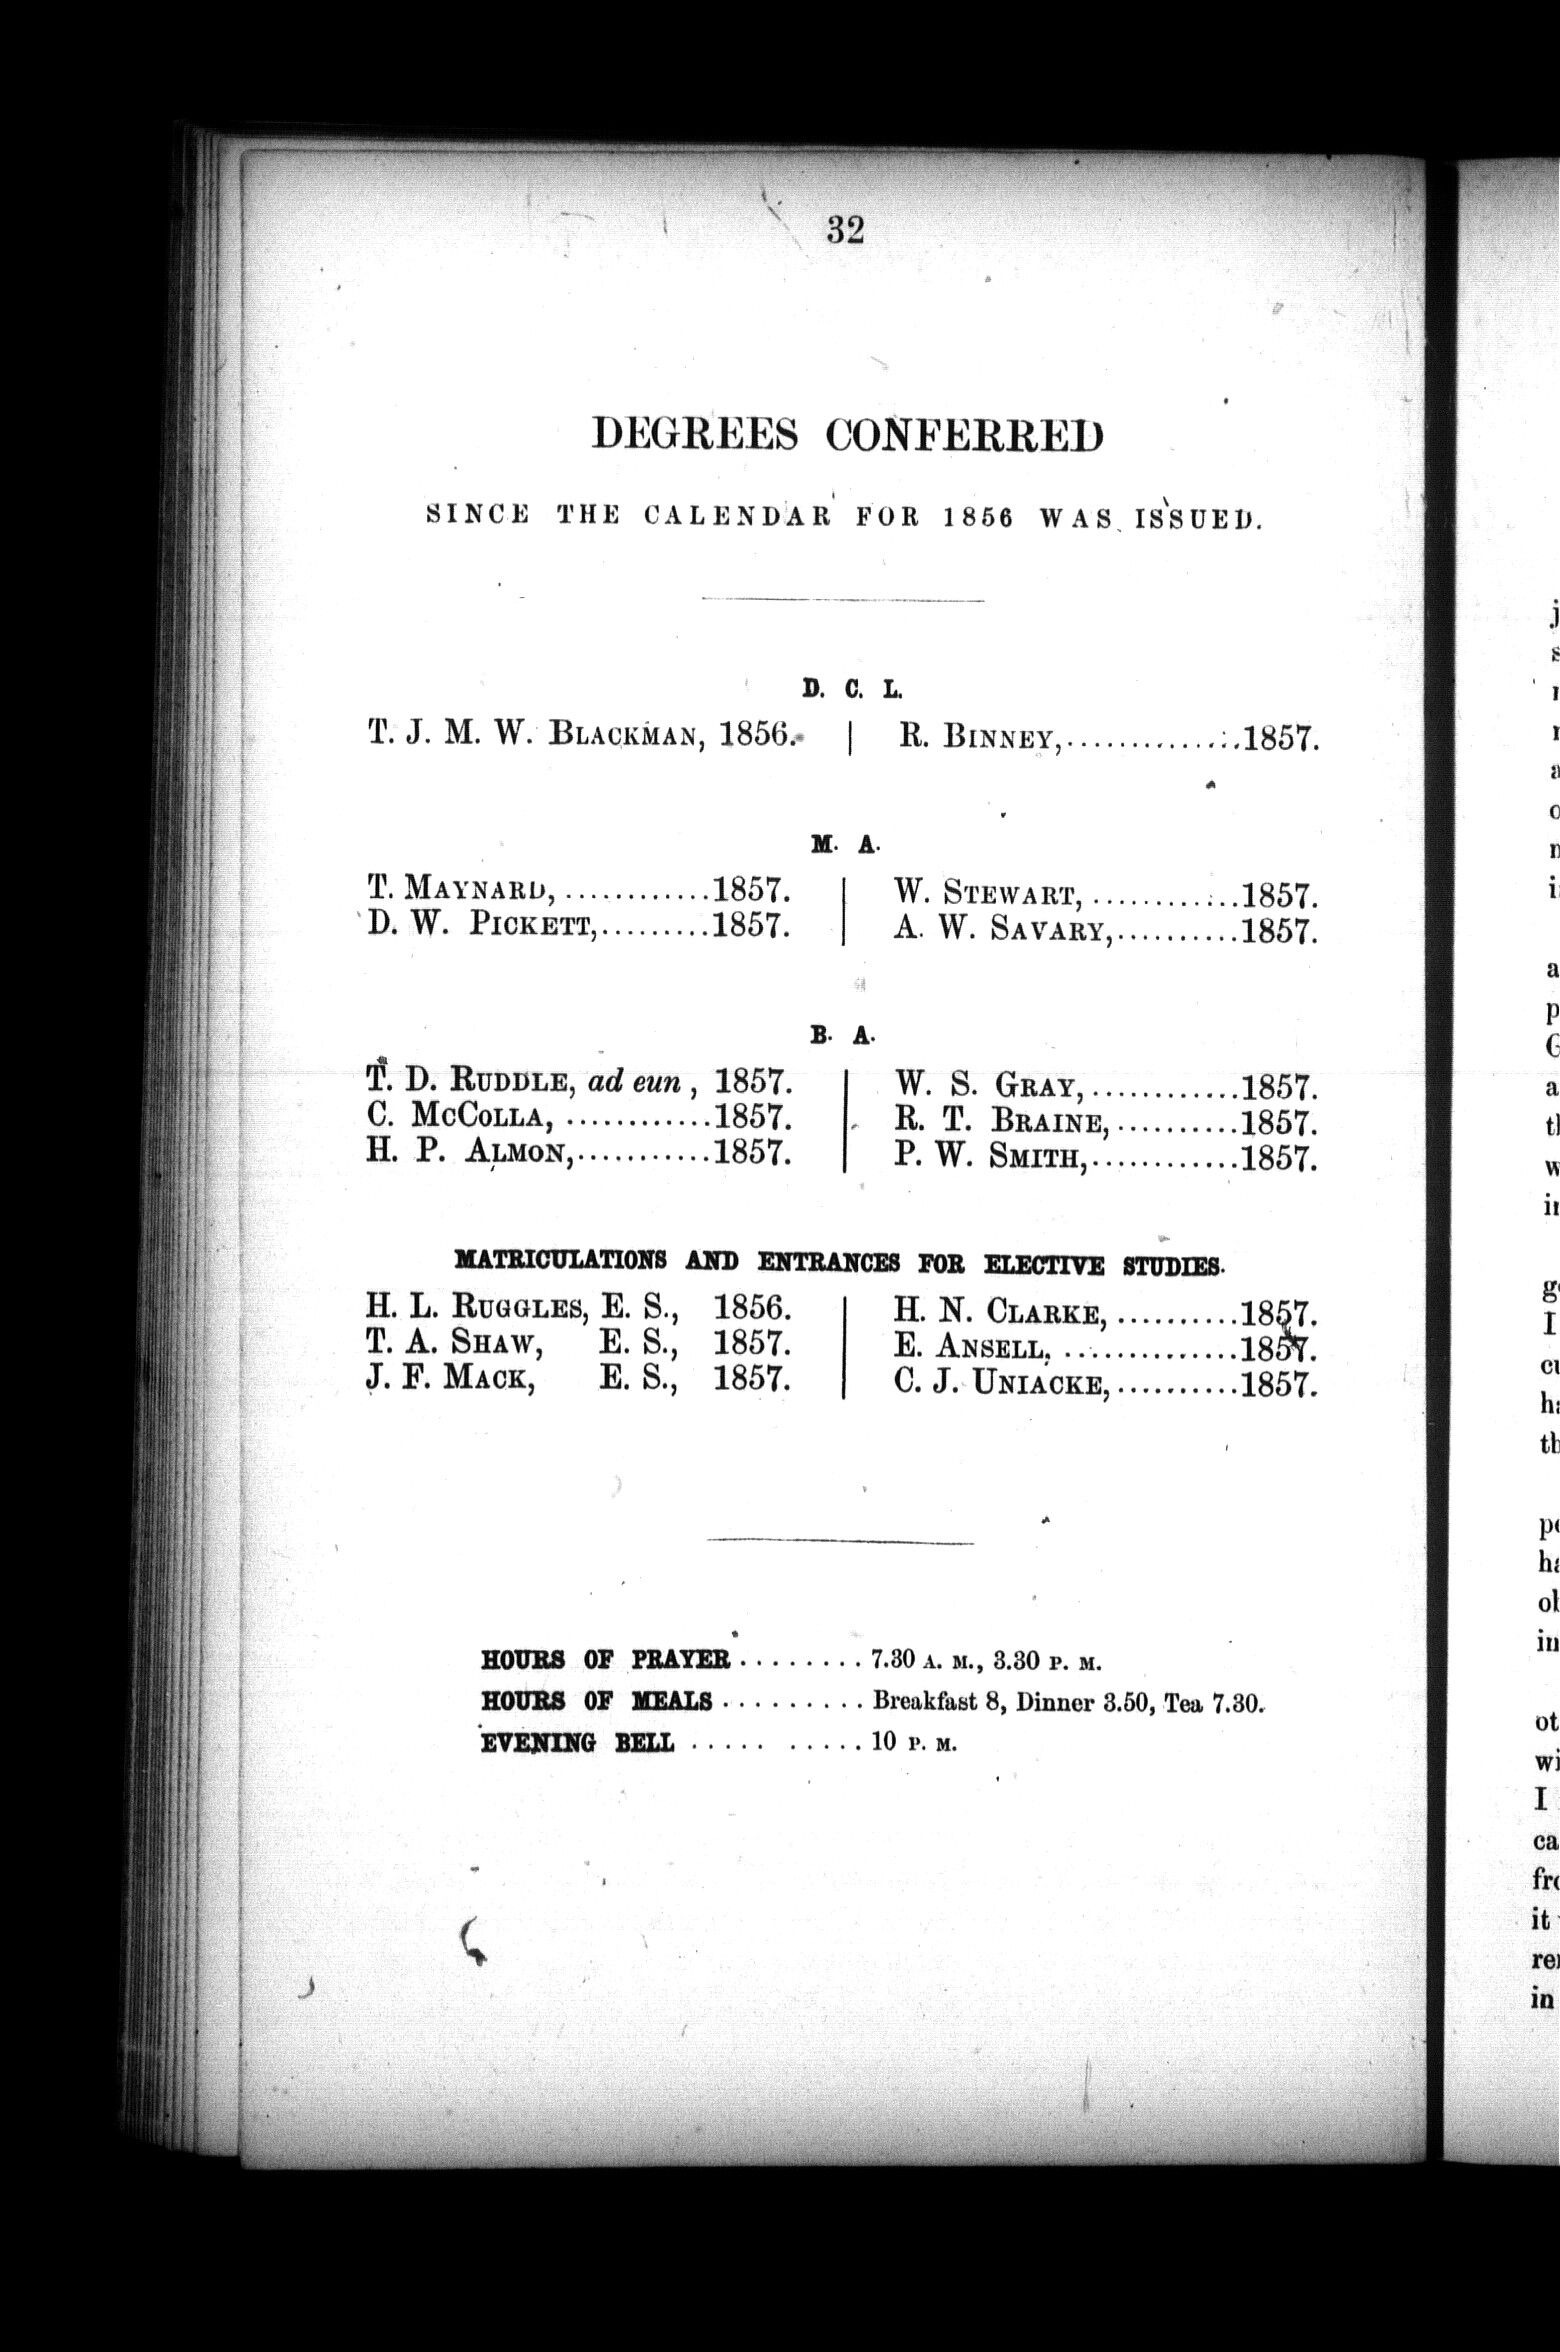 32
DEGREES CONFERRED
SINCE THE CALENDAR FOR 1856 WAS ISSUED.
D. C. L.
T. J. M. W. BLACKMAN, 1856. | R. BINNEY,...............1857.
M. A.
T. MAYNARD,............1857. | W. STEWART,............1857.
D. W. PICKETT,.........1857. | A. W. SAVARY,..........1857.
B. A.
T. D. RUDDLE, ad eun , 1857. | W. S. GRAY,............1857.
C. MCCOLLA,............1857. | R. T. BRAINE,..........1857.
H. P. ALMON,...........1857. | P. W. SMITH,............1857.
MATRICULATIONS AND ENTRANCES FOR ELECTIVE STUDIES.
H. L. RUGGLES, E. S., 1856. | H. N. CLARKE,..........1857.
T. A. SHAW, E. S., 1857. | E. ANSELL,..............1857.
J. F. MACK, E. S., 1857. | C. J. UNIACKE,..........1857.
HOURS OF PRAYER........7.30 A. M., 3.30 P. M.
HOURS OF MEALS.........Breakfast 8, Dinner 3.50, Tea 7.30.
EVENING BELL ..... .....10 P. M.